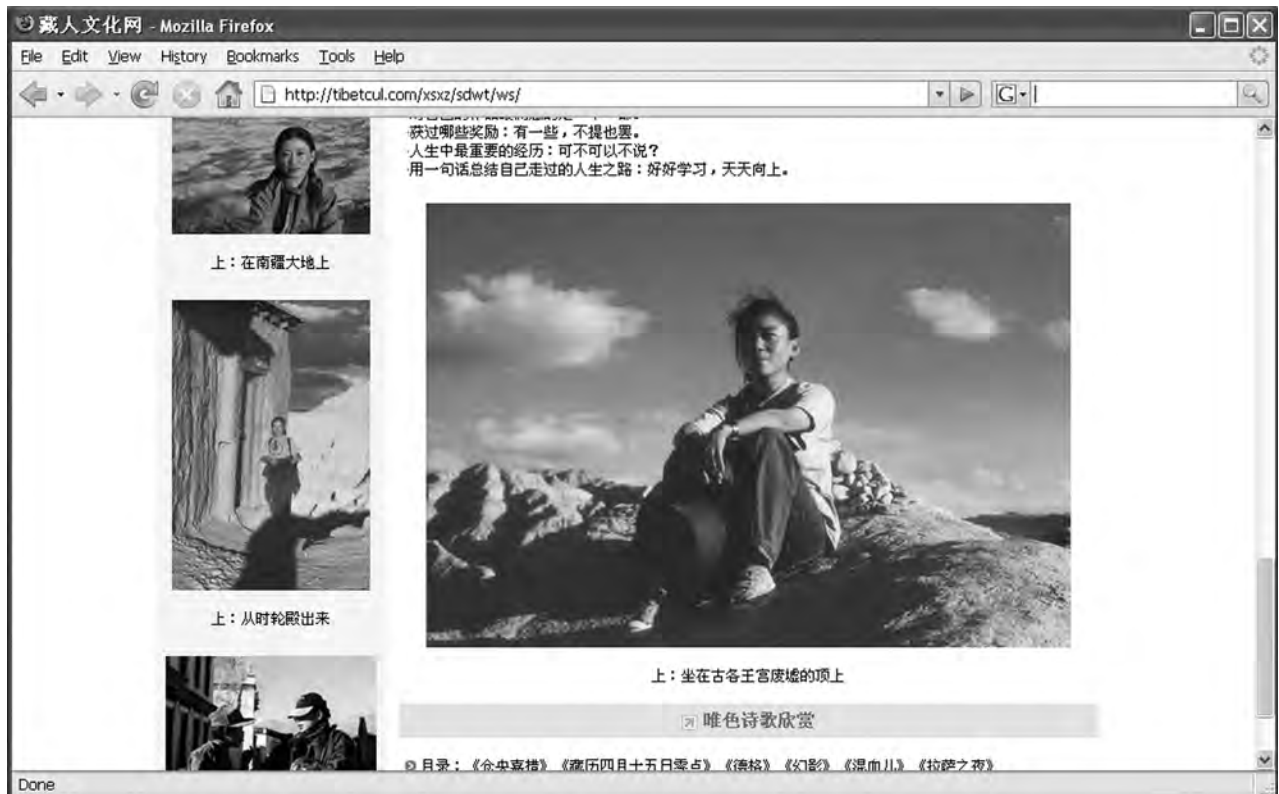 藏人文化网 - Mozilla Firefox
File Edit View History Bookmarks Tools Help
http://tibetcul.com/xsxz/sdwt/ws/
G
·获过哪些奖励：有一些，不提也罢。
·人生中最重要的经历：可不可以不说？
·用一句话总结自己走过的人生之路：好好学习，天天向上。
上：在南疆大地上
上：从时轮殿出来
上：坐在古各王宫废墟的顶上
唯色诗歌欣赏
目录：《仓央嘉措》 《藏历四月十五日零点》 《德格》 《幻影》 《混血儿》 《拉萨之夜》
Done